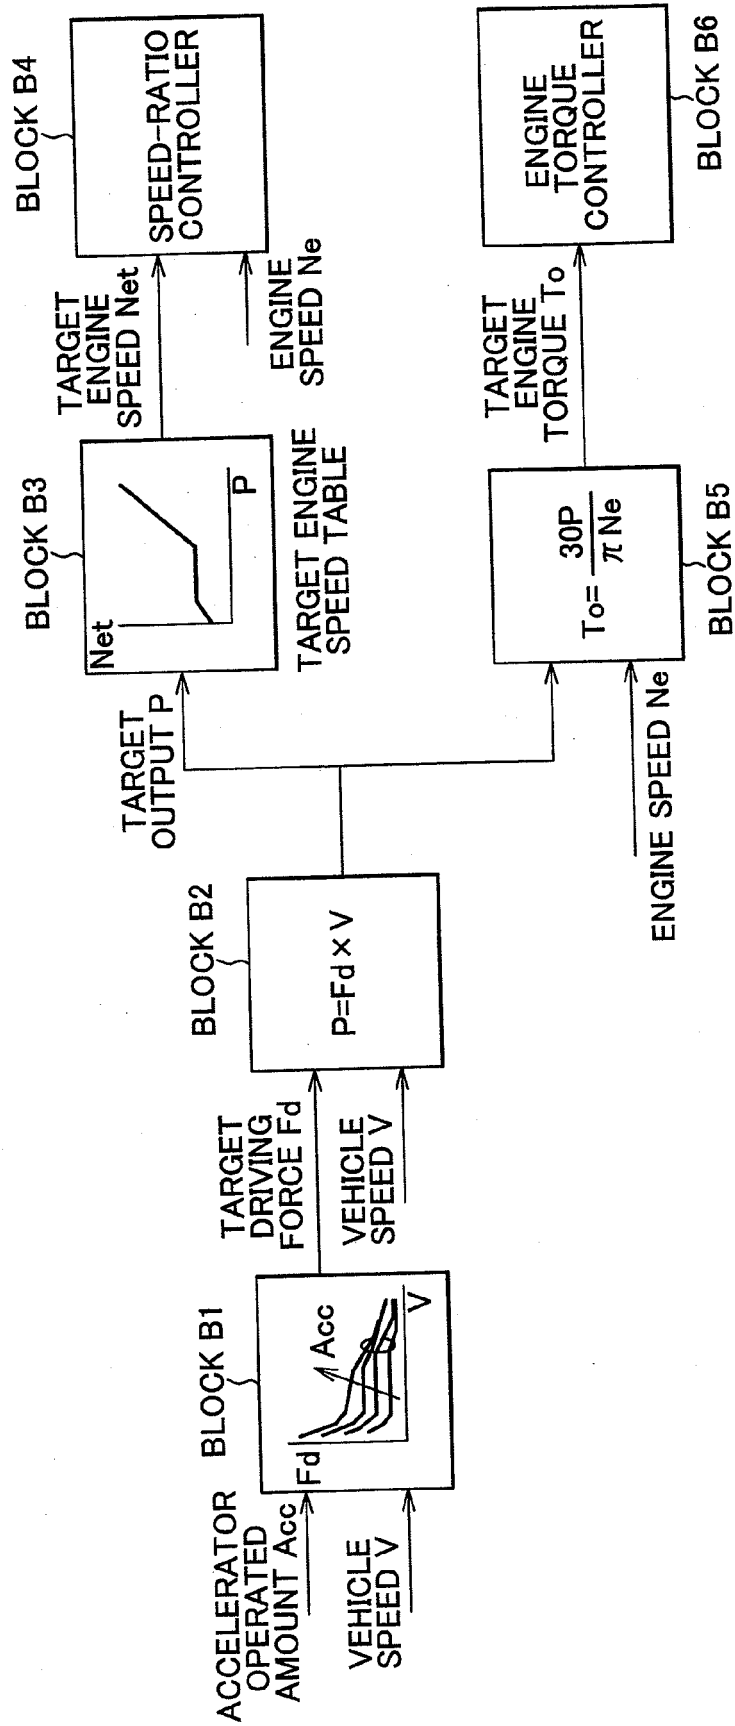 ACCELERATOR
OPERATED
AMOUNT Acc
VEHICLE
SPEED V
BLOCK B1
Fd
Acc
V
TARGET
DRIVING
FORCE Fd
VEHICLE
SPEED V
BLOCK B2
P=Fd×V
TARGET
OUTPUT P
BLOCK B3
Net
P
TARGET ENGINE
SPEED TABLE
TARGET
ENGINE
SPEED Net
ENGINE
SPEED Ne
BLOCK B4
SPEED-RATIO
CONTROLLER
ENGINE SPEED Ne
To= 30P
π Ne
BLOCK B5
TARGET
ENGINE
TORQUE To
ENGINE
TORQUE
CONTROLLER
BLOCK B6